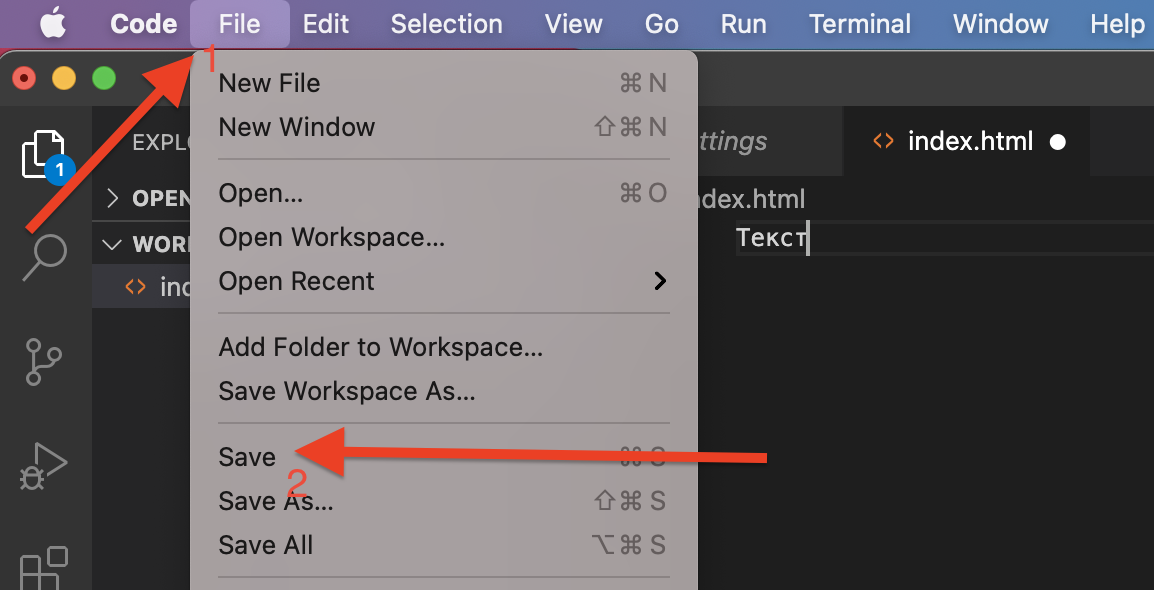 Code File Edit Selection View Go Run Terminal Window Help
1
New File ⌘ N
New Window ⇧ ⌘ N
ttings
index.html
1
Open... ⌘ O
Open Workspace...
Open Recent
Add Folder to Workspace...
Save Workspace As...
Save ⌘ S
2
Save As... ⇧ ⌘ S
Save All ⌥ ⌘ S
EXPLO
OPEN
WOR
ind
ndex.html
Текст